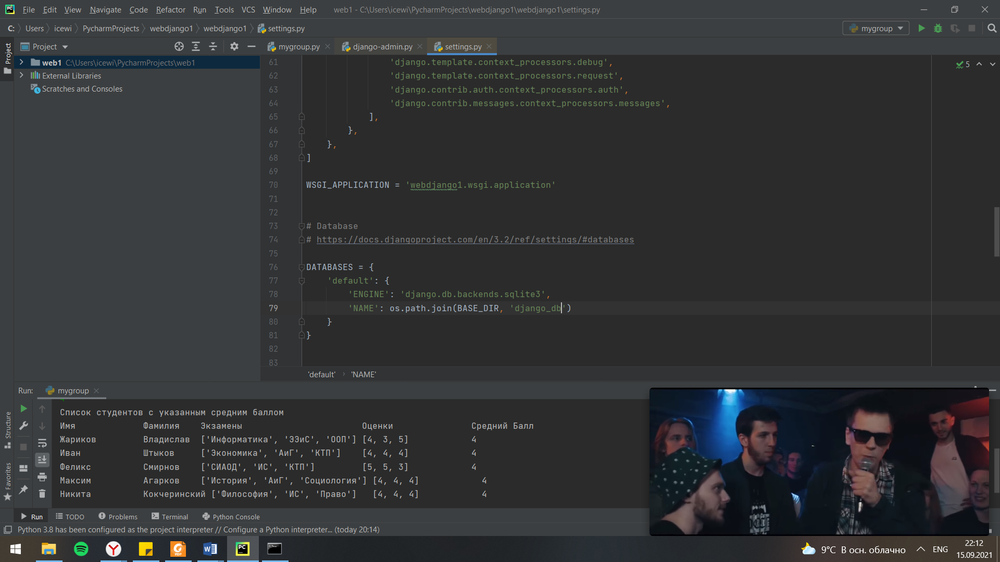 File Edit View Navigate Code Refactor Run Tools VCS Window Help web1 - C:\Users\icewi\PycharmProjects\webdjango1\webdjango1\settings.py
C: Users icewi PycharmProjects webdjango1 webdjango1 settings.py mygroup
Project
Project
mygroup.py django-admin.py settings.py
web1 C:\Users\icewi\PycharmProjects\web1
External Libraries
Scratches and Consoles
5
61 'django.template.context_processors.debug',
62 'django.template.context_processors.request',
63 'django.contrib.auth.context_processors.auth',
64 'django.contrib.messages.context_processors.messages',
65 ],
66 },
67 },
68 ]
69
70 WSGI_APPLICATION = 'webdjango1.wsgi.application'
71
72
73 # Database
74 # https://docs.djangoproject.com/en/3.2/ref/settings/#databases
75
76 DATABASES = {
77 'default': {
78 'ENGINE': 'django.db.backends.sqlite3',
79 'NAME': os.path.join(BASE_DIR, 'django_db')
80 }
81 }
82
83
'default' › 'NAME'
Run: mygroup
Structure
Favorites
Список студентов с указанным средним баллом
Имя Фамилия Экзамены Оценки Средний Балл
Жариков Владислав ['Информатика', 'ЭЭиС', 'ООП'] [4, 3, 5] 4
Иван Штыков ['Экономика', 'АиГ', 'КТП'] [4, 4, 4] 4
Феликс Смирнов ['СИАОД', 'ИС', 'КТП'] [5, 5, 3] 4
Максим Агарков ['История', 'АиГ', 'Социология'] [4, 4, 4] 4
Никита Кокчеринский ['Философия', 'ИС', 'Право'] [4, 4, 4] 4
Run TODO Problems Terminal Python Console
Python 3.8 has been configured as the project interpreter // Configure a Python interpreter... (today 20:14)
9°C В осн. облачно ENG
22:12
15.09.2021